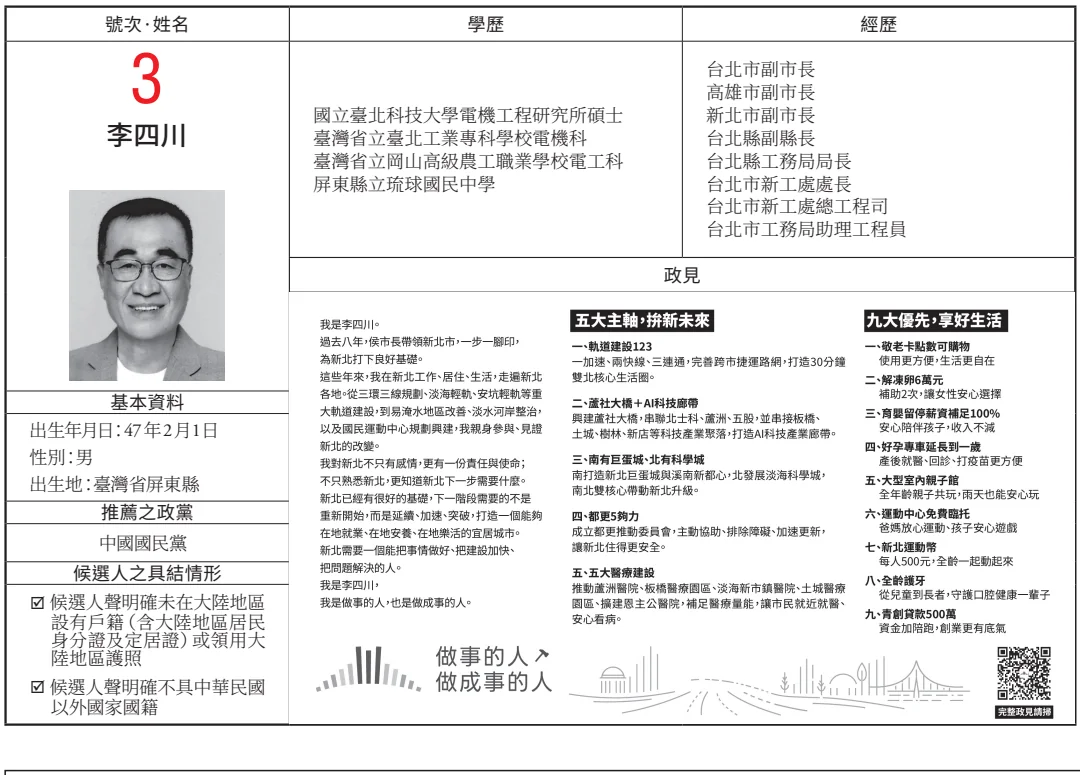 號次·姓名
學歷
經歷
3
李四川
國立臺北科技大學電機工程研究所碩士
臺灣省立臺北工業專科學校電機科
臺灣省立岡山高級農工職業學校電工科
屏東縣立琉球國民中學
台北市副市長
高雄市副市長
新北市副市長
台北縣副縣長
台北縣工務局局長
台北市新工處處長
台北市新工處總工程司
台北市工務局助理工程員
基本資料
出生年月日：47年2月1日
性別：男
出生地：臺灣省屏東縣
推薦之政黨
中國國民黨
候選人之具結情形
☑ 候選人聲明確未在大陸地區
設有戶籍（含大陸地區居民
身分證及定居證）或領用大
陸地區護照
☑ 候選人聲明確不具中華民國
以外國家國籍
政見
我是李四川。
過去八年，侯市長帶領新北市，一步一腳印，
為新北打下良好基礎。
這些年來，我在新北工作、居住、生活，走遍新北
各地。從三環三線規劃、淡海輕軌、安坑輕軌等重
大軌道建設，到易淹水地區改善、淡水河岸整治，
以及國民運動中心規劃興建，我親身參與、見證
新北的改變。
我對新北不只有感情，更有一份責任與使命；
不只熟悉新北，更知道新北下一步需要什麼。
新北已經有很好的基礎，下一階段需要的不是
重新開始，而是延續、加速、突破，打造一個能夠
在地就業、在地安養、在地樂活的宜居城市。
新北需要一個能把事情做好、把建設加快、
把問題解決的人。
我是李四川，
我是做事的人，也是做成事的人。
做事的人
做成事的人
五大主軸，拚新未來
一、軌道建設123
一加速、兩快線、三連通，完善跨市捷運路網，打造30分鐘
雙北核心生活圈。
二、蘆社大橋＋AI科技廊帶
興建蘆社大橋，串聯北士科、蘆洲、五股，並串接板橋、
土城、樹林、新店等科技產業聚落，打造AI科技產業廊帶。
三、南有巨蛋城、北有科學城
南打造新北巨蛋城與溪南新都心，北發展淡海科學城，
南北雙核心帶動新北升級。
四、都更5夠力
成立都更推動委員會，主動協助、排除障礙、加速更新，
讓新北住得更安全。
五、五大醫療建設
推動蘆洲醫院、板橋醫療園區、淡海新市鎮醫院、土城醫療
園區、擴建恩主公醫院，補足醫療量能，讓市民就近就醫、
安心看病。
九大優先，享好生活
一、敬老卡點數可購物
使用更方便，生活更自在
二、解凍卵6萬元
補助2次，讓女性安心選擇
三、育嬰留停薪資補足100%
安心陪伴孩子，收入不減
四、好孕專車延長到一歲
產後就醫、回診、打疫苗更方便
五、大型室內親子館
全年齡親子共玩，雨天也能安心玩
六、運動中心免費臨托
爸媽放心運動、孩子安心遊戲
七、新北運動幣
每人500元，全齡一起動起來
八、全齡護牙
從兒童到長者，守護口腔健康一輩子
九、青創貸款500萬
資金加陪跑，創業更有底氣
完整政見請掃